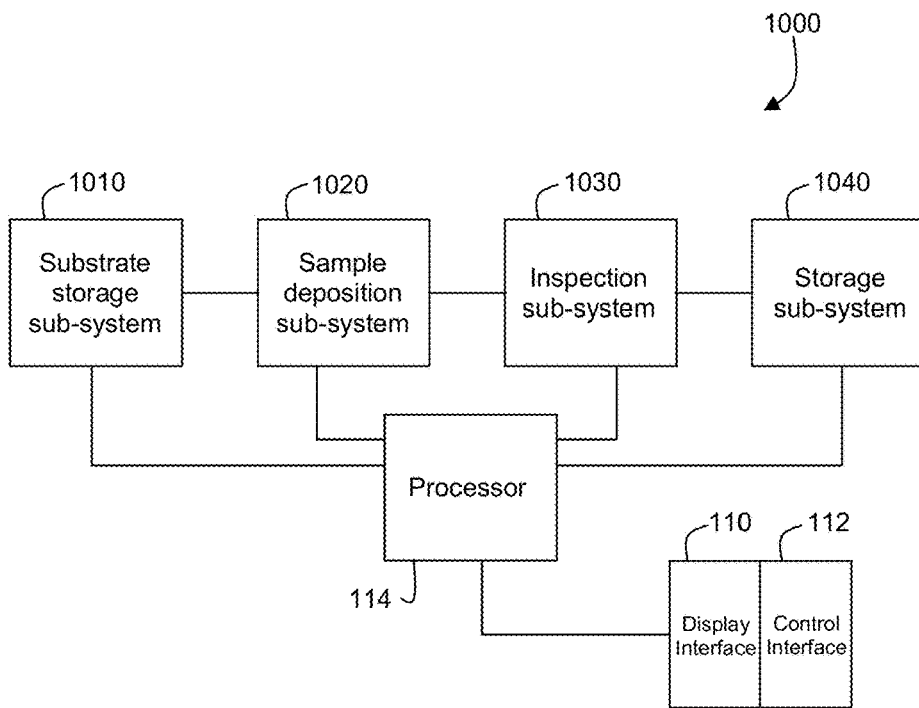 1000
1010
1020
1030
1040
Substrate
storage
sub-system
Sample
deposition
sub-system
Inspection
sub-system
Storage
sub-system
Processor
114
110
112
Display
Interface
Control
Interface